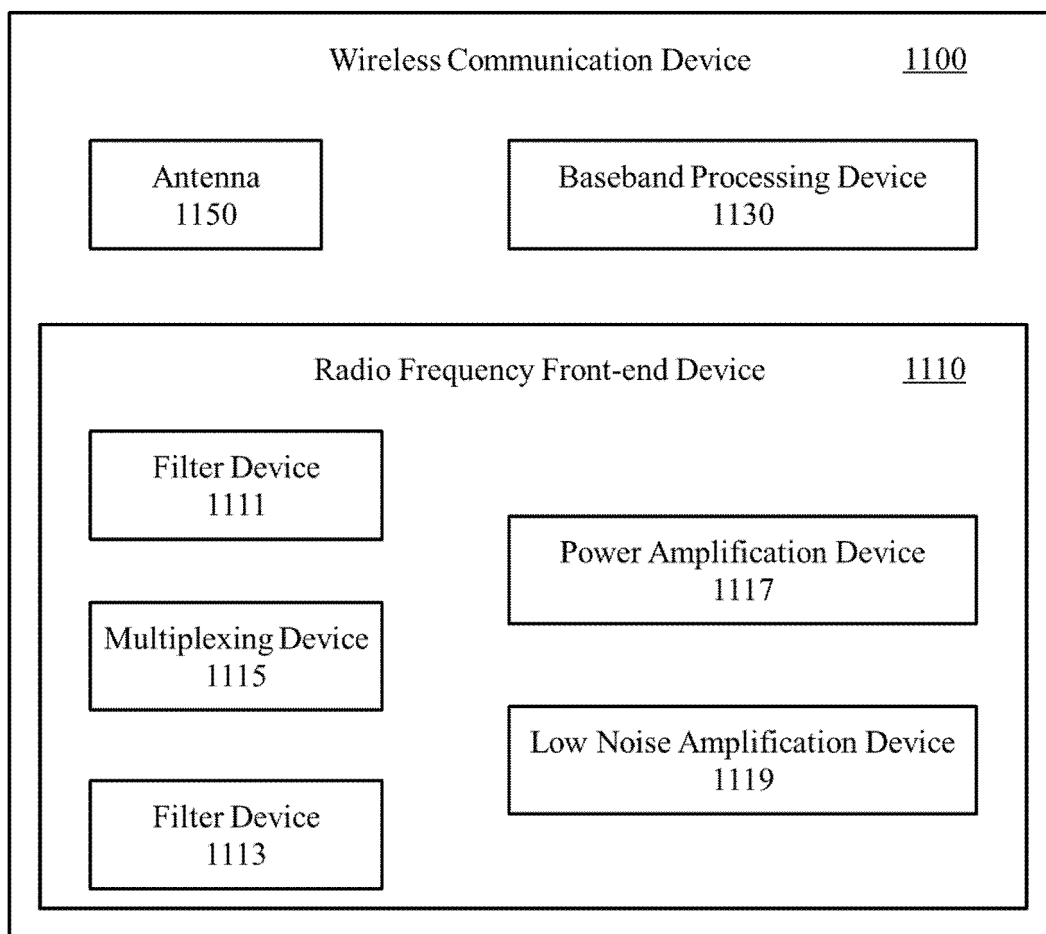 Wireless Communication Device 1100
Antenna
1150
Baseband Processing Device
1130
Radio Frequency Front-end Device 1110
Filter Device
1111
Power Amplification Device
1117
Multiplexing Device
1115
Low Noise Amplification Device
1119
Filter Device
1113